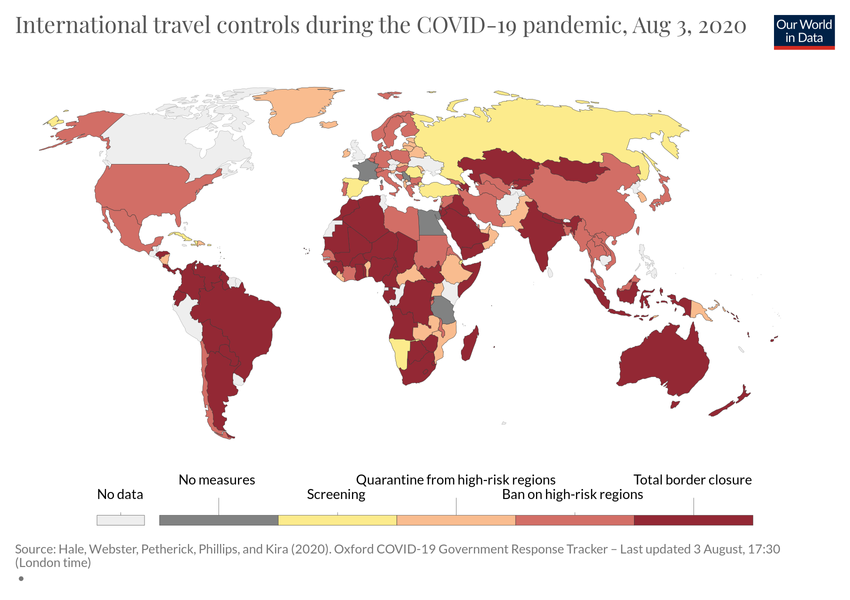 International travel controls during the COVID-19 pandemic, Aug 3, 2020
Our World
in Data
No measures
Quarantine from high-risk regions
Total border closure
No data
Screening
Ban on high-risk regions
Source: Hale, Webster, Petherick, Phillips, and Kira (2020). Oxford COVID-19 Government Response Tracker – Last updated 3 August, 17:30
(London time)